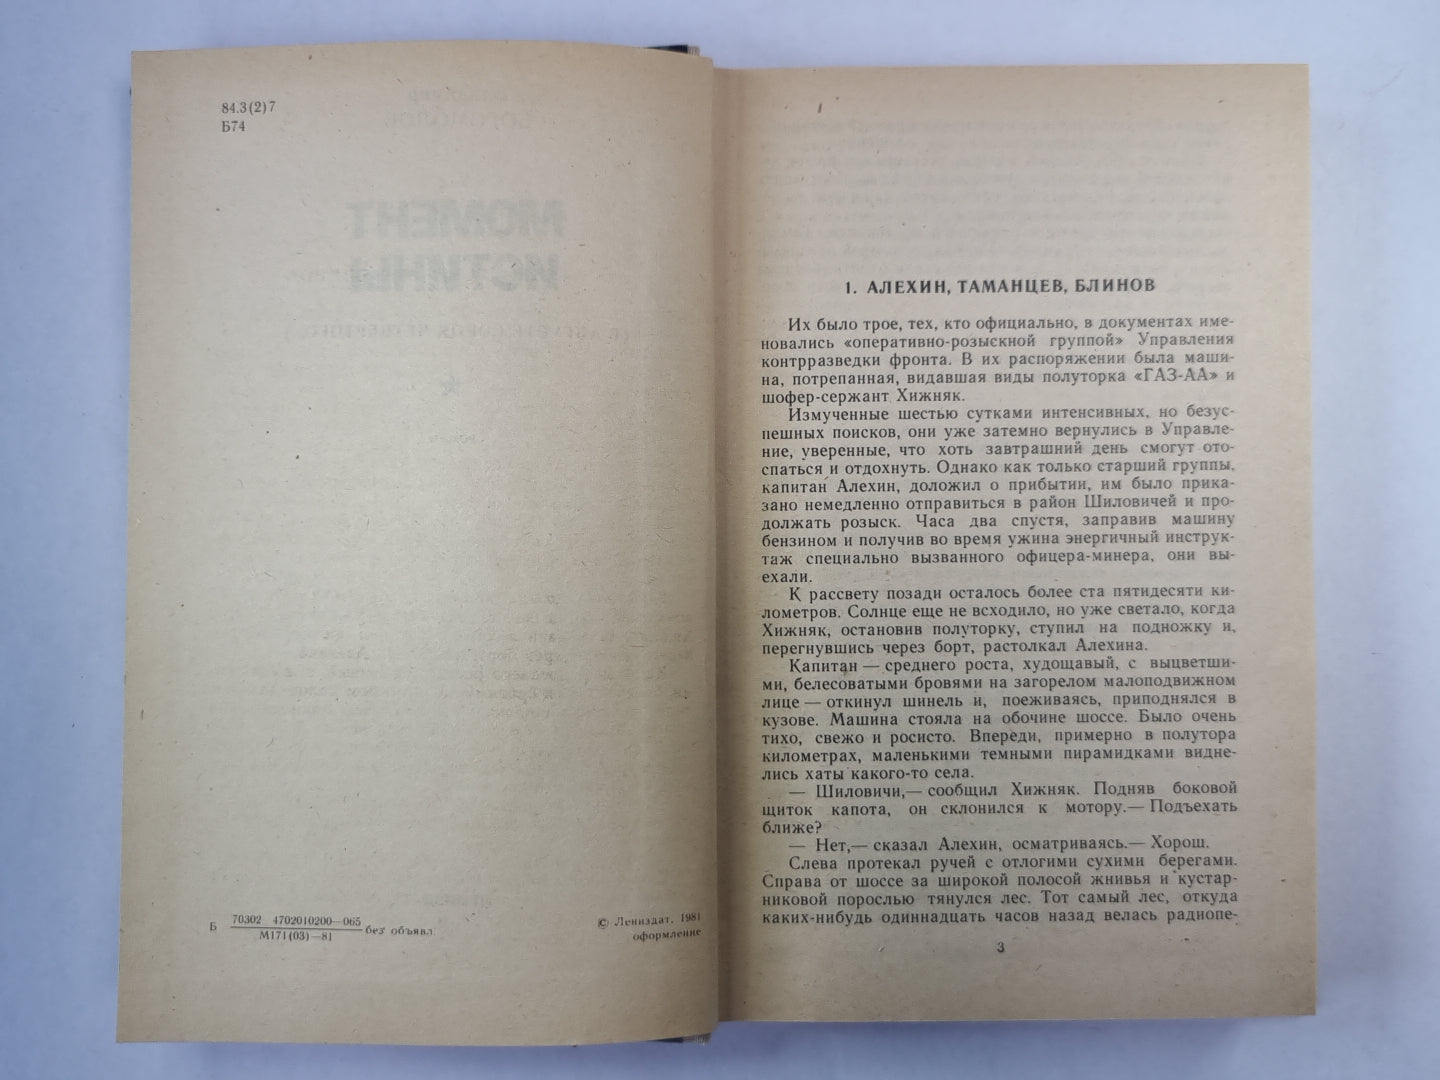 84.3(2)7
Б74
Б 70302—4702010200—065 без объявл.
М171(03)—81
© Лениздат, 1981
оформление
1. АЛЕХИН, ТАМАНЦЕВ, БЛИНОВ
Их было трое, тех, кто официально, в документах име-
новались «оперативно-розыскной группой» Управления
контрразведки фронта. В их распоряжении была маши-
на, потрепанная, видавшая виды полуторка «ГАЗ-АА» и
шофер-сержант Хижняк.
Измученные шестью сутками интенсивных, но безус-
пешных поисков, они уже затемно вернулись в Управле-
ние, уверенные, что хоть завтрашний день смогут ото-
спаться и отдохнуть. Однако как только старший группы,
капитан Алехин, доложил о прибытии, им было прика-
зано немедленно отправиться в район Шиловичей и про-
должать розыск. Часа два спустя, заправив машину
бензином и получив во время ужина энергичный инструк-
таж специально вызванного офицера-минера, они вы-
ехали.
К рассвету позади осталось более ста пятидесяти ки-
лометров. Солнце еще не всходило, но уже светало, когда
Хижняк, остановив полуторку, ступил на подножку и,
перегнувшись через борт, растолкал Алехина.
Капитан — среднего роста, худощавый, с выцветши-
ми, белесоватыми бровями на загорелом малоподвижном
лице — откинул шинель и, поеживаясь, приподнялся в
кузове. Машина стояла на обочине шоссе. Было очень
тихо, свежо и росисто. Впереди, примерно в полутора
километрах, маленькими темными пирамидками видне-
лись хаты какого-то села.
— Шиловичи,— сообщил Хижняк. Подняв боковой
щиток капота, он склонился к мотору.— Подъехать
ближе?
— Нет,— сказал Алехин, осматриваясь.— Хорош.
Слева протекал ручей с отлогими сухими берегами.
Справа от шоссе за широкой полосой жнивья и кустар-
никовой порослью тянулся лес. Тот самый лес, откуда
каких-нибудь одиннадцать часов назад велась радиопе-
3